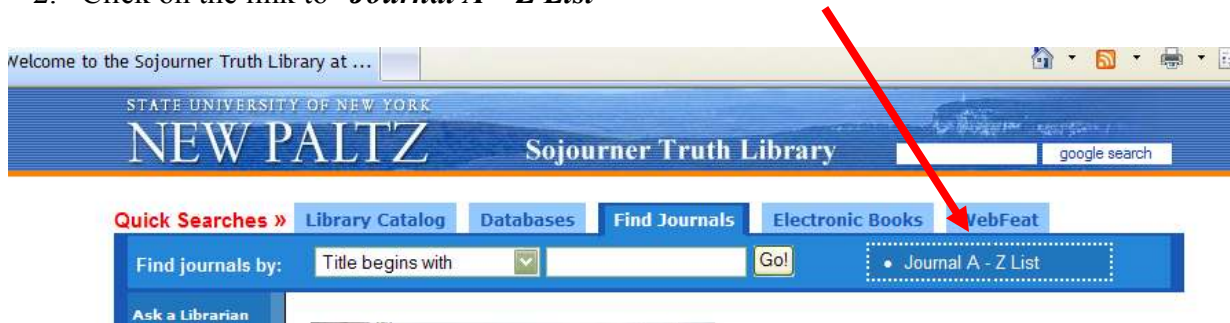 2. Click on the link to "Journal A – Z List"
Welcome to the Sojourner Truth Library at ...
STATE UNIVERSITY OF NEW YORK
NEW PALTZ
Sojourner Truth Library
google search
Quick Searches » Library Catalog Databases Find Journals Electronic Books WebFeat
Find journals by: Title begins with Go! • Journal A - Z List
Ask a Librarian